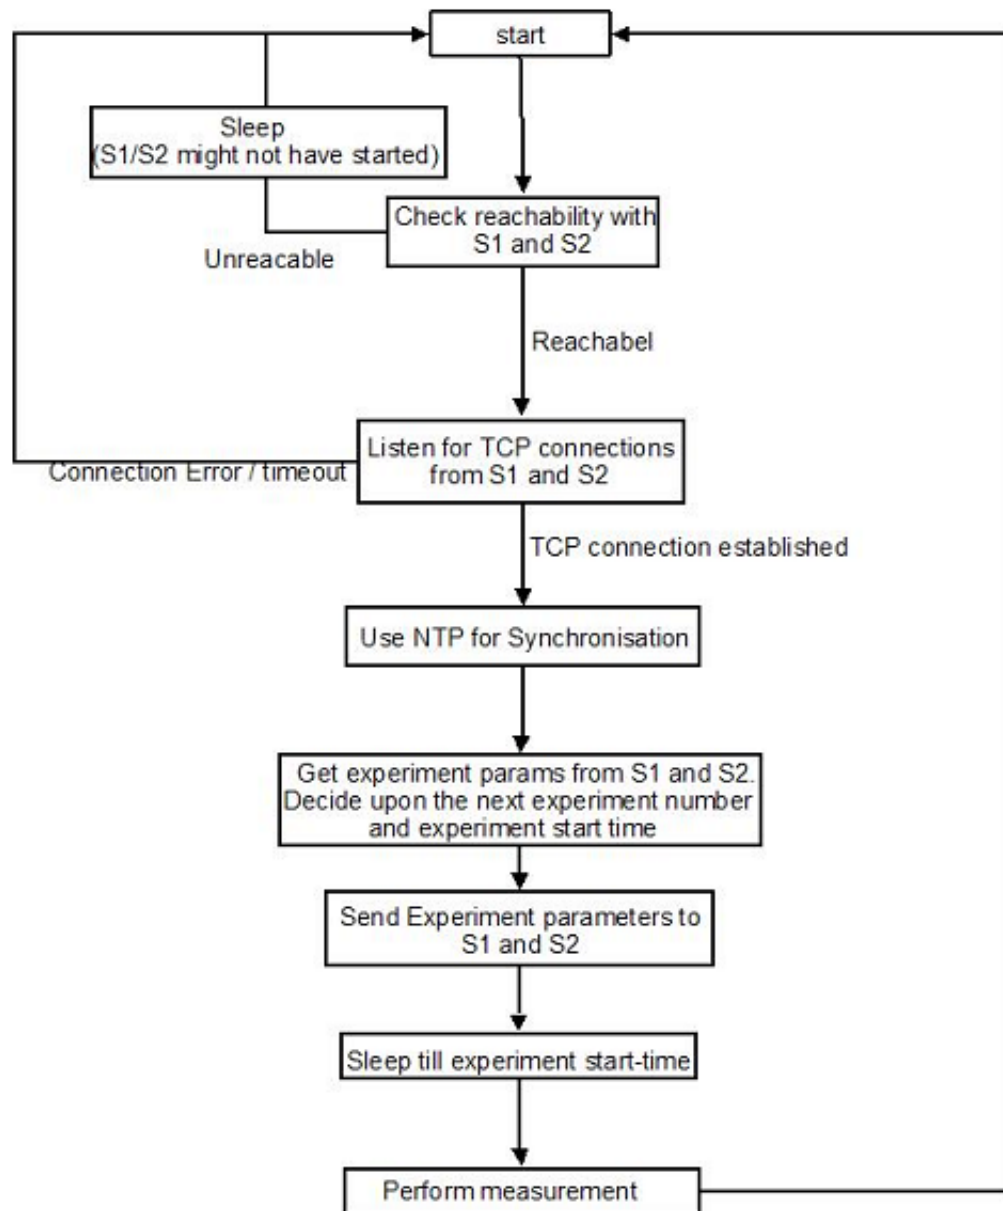 start
Sleep
(S1/S2 might not have started)
Check reachability with
S1 and S2
Unreacable
Reachabel
Listen for TCP connections
from S1 and S2
Connection Error / timeout
TCP connection established
Use NTP for Synchronisation
Get experiment params from S1 and S2.
Decide upon the next experiment number
and experiment start time
Send Experiment parameters to
S1 and S2
Sleep till experiment start-time
Perform measurement